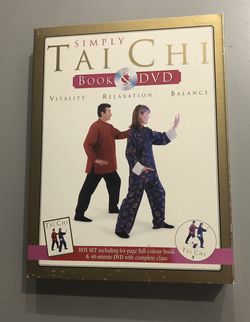 SIMPLY
TAI CHI
BOOK & DVD
VITALITY RELAXATION BALANCE
TAI CHI
TAI CHI
BOX SET including 64-page full-colour book
& 40-minute DVD with complete class